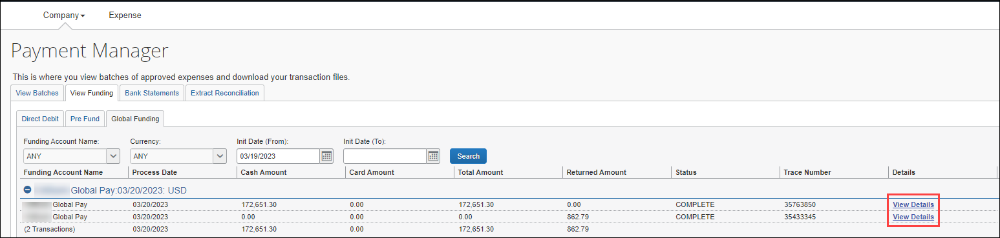 Company Expense
Payment Manager
This is where you view batches of approved expenses and download your transaction files.
View Batches View Funding Bank Statements Extract Reconciliation
Direct Debit Pre Fund Global Funding
Funding Account Name: Currency: Init Date (From): Init Date (To):
ANY ANY 03/19/2023 Search
Funding Account Name Process Date Cash Amount Card Amount Total Amount Returned Amount Status Trace Number Details
Global Pay:03/20/2023: USD
Global Pay 03/20/2023 172,651.30 0.00 172,651.30 0.00 COMPLETE 35763850 View Details
Global Pay 03/20/2023 0.00 0.00 0.00 862.79 COMPLETE 35433345 View Details
(2 Transactions) 03/20/2023 172,651.30 0.00 172,651.30 862.79